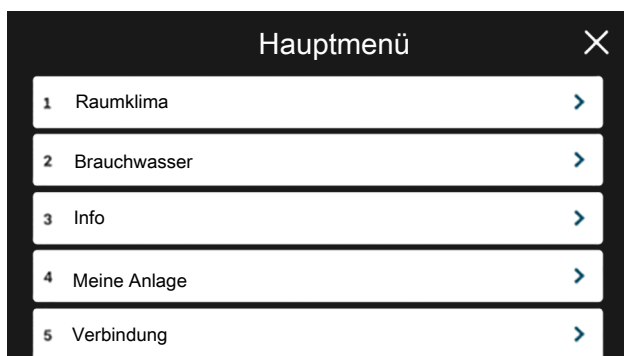 Hauptmenü
1 Raumklima
2 Brauchwasser
3 Info
4 Meine Anlage
5 Verbindung